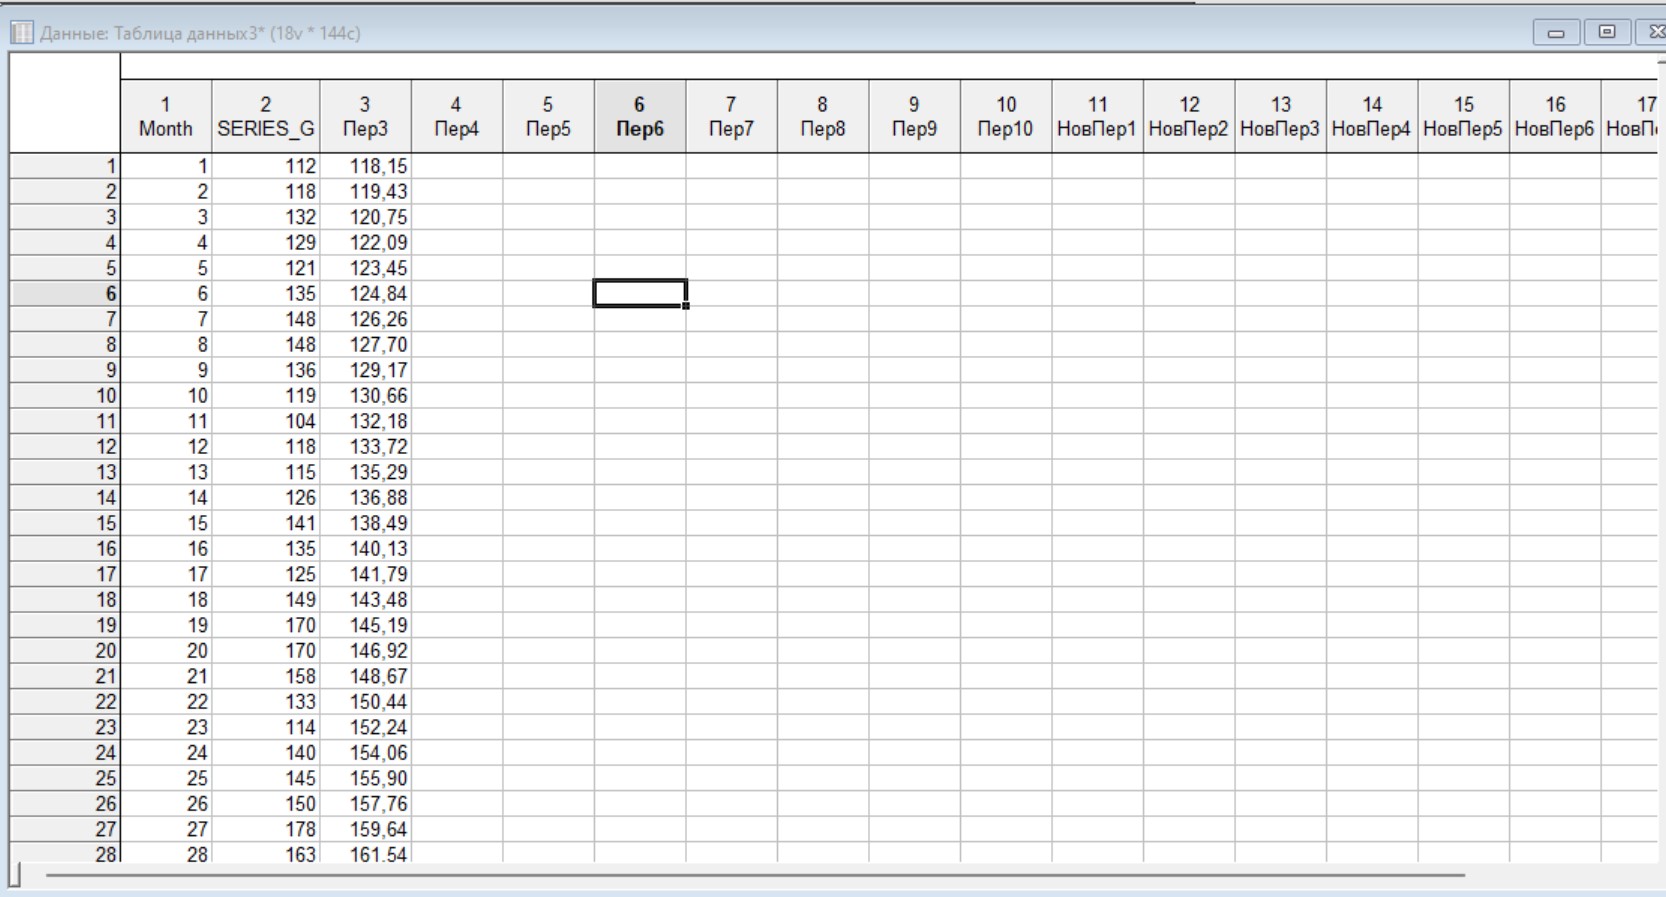 Данные: Таблица данных3* (18v * 144c)
1 2 3 4 5 6 7 8 9 10 11 12 13 14 15 16 17
Month SERIES_G Пер3 Пер4 Пер5 Пер6 Пер7 Пер8 Пер9 Пер10 НовПер1 НовПер2 НовПер3 НовПер4 НовПер5 НовПер6
1 1 112 118,15
2 2 118 119,43
3 3 132 120,75
4 4 129 122,09
5 5 121 123,45
6 6 135 124,84
7 7 148 126,26
8 8 148 127,70
9 9 136 129,17
10 10 119 130,66
11 11 104 132,18
12 12 118 133,72
13 13 115 135,29
14 14 126 136,88
15 15 141 138,49
16 16 135 140,13
17 17 125 141,79
18 18 149 143,48
19 19 170 145,19
20 20 170 146,92
21 21 158 148,67
22 22 133 150,44
23 23 114 152,24
24 24 140 154,06
25 25 145 155,90
26 26 150 157,76
27 27 178 159,64
28 28 163 161,54